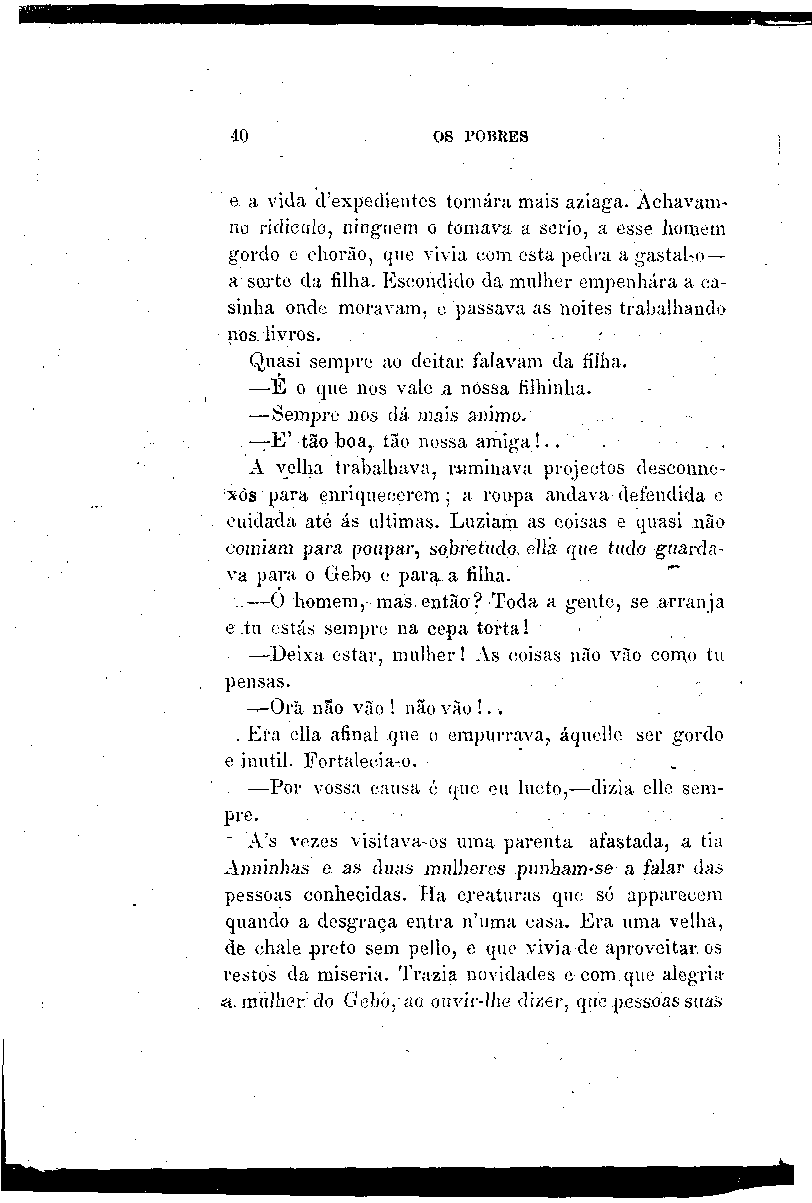 40 OS POBRES
e a vida d'expedientes tornára mais aziaga. Achavam-
no ridiculo, ninguem o tomava a serio, a esse homem
gordo e chorão, que vivia com esta pedra a gastal-o—
a sorte da filha. Escondido da mulher empenhára a ca-
sinha onde moravam, e passava as noites trabalhando
nos livros.
Quasi sempre ao deitar falavam da filha.
—É o que nos vale a nossa filhinha.
—Sempre nos dá mais animo.
—E' tão boa, tão nossa amiga!..
A velha trabalhava, ruminava projectos desconne-
xos para enriquecerem; a roupa andava defendida e
cuidada até ás ultimas. Luziam as coisas e quasi não
comiam para poupar, sobretudo ella que tudo guarda-
va para o Gebo e para a filha.
—Ó homem, mas então? Toda a gente, se arranja
e tu estás sempre na cepa torta!
—Deixa estar, mulher! As coisas não vão como tu
pensas.
—Ora não vão! não vão!..
Era ella afinal que o empurrava, áquelle ser gordo
e inutil. Fortalecia-o.
—Por vossa causa é que eu lucto,—dizia elle sem-
pre.
A's vezes visitava-os uma parenta afastada, a tia
Anninhas e as duas mulheres punham-se a falar das
pessoas conhecidas. Ha creaturas que só apparecem
quando a desgraça entra n'uma casa. Era uma velha,
de chale preto sem pello, e que vivia de aproveitar os
restos da miseria. Trazia novidades e com que alegria
a mulher do Gebo, ao ouvir-lhe dizer, que pessoas suas